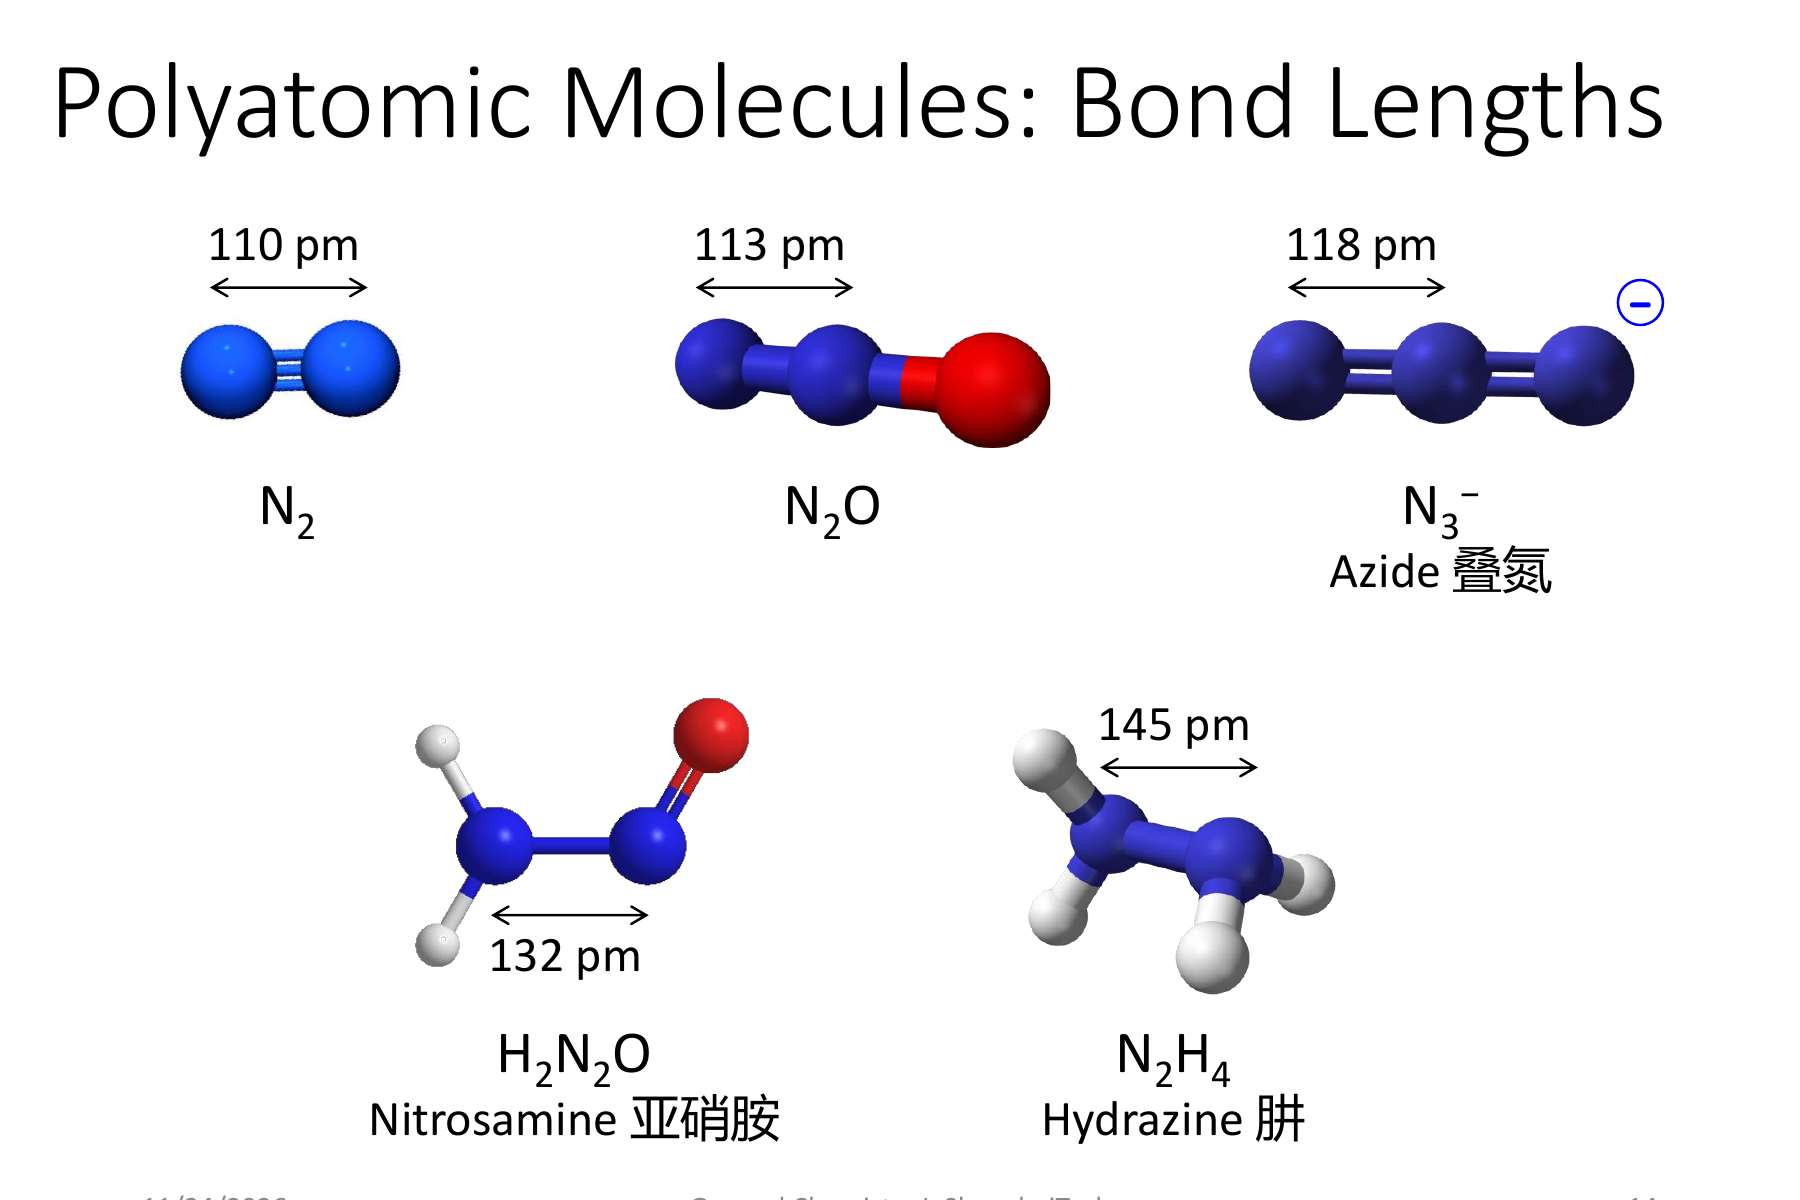 Polyatomic Molecules: Bond Lengths
110 pm
113 pm
118 pm
−
N₂
N₂O
N₃⁻
Azide 叠氮
145 pm
132 pm
H₂N₂O
N₂H₄
Nitrosamine 亚硝胺
Hydrazine 肼